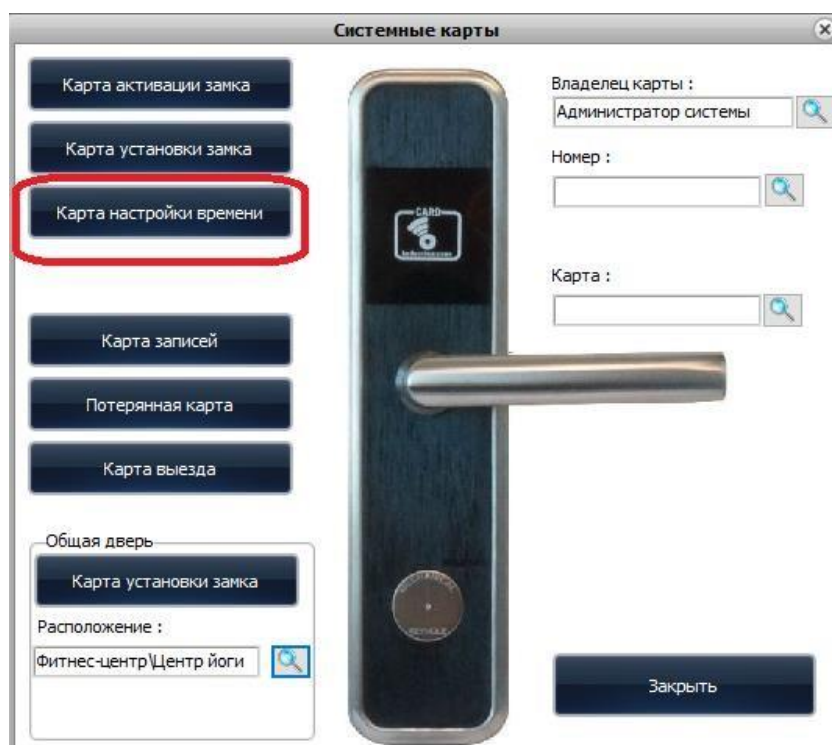 Системные карты
Карта активации замка
Карта установки замка
Карта настройки времени
Карта записей
Потерянная карта
Карта выезда
Общая дверь
Карта установки замка
Расположение :
Фитнес-центр\Центр йоги
CARD
Владелец карты :
Администратор системы
Номер :
Карта :
Закрыть